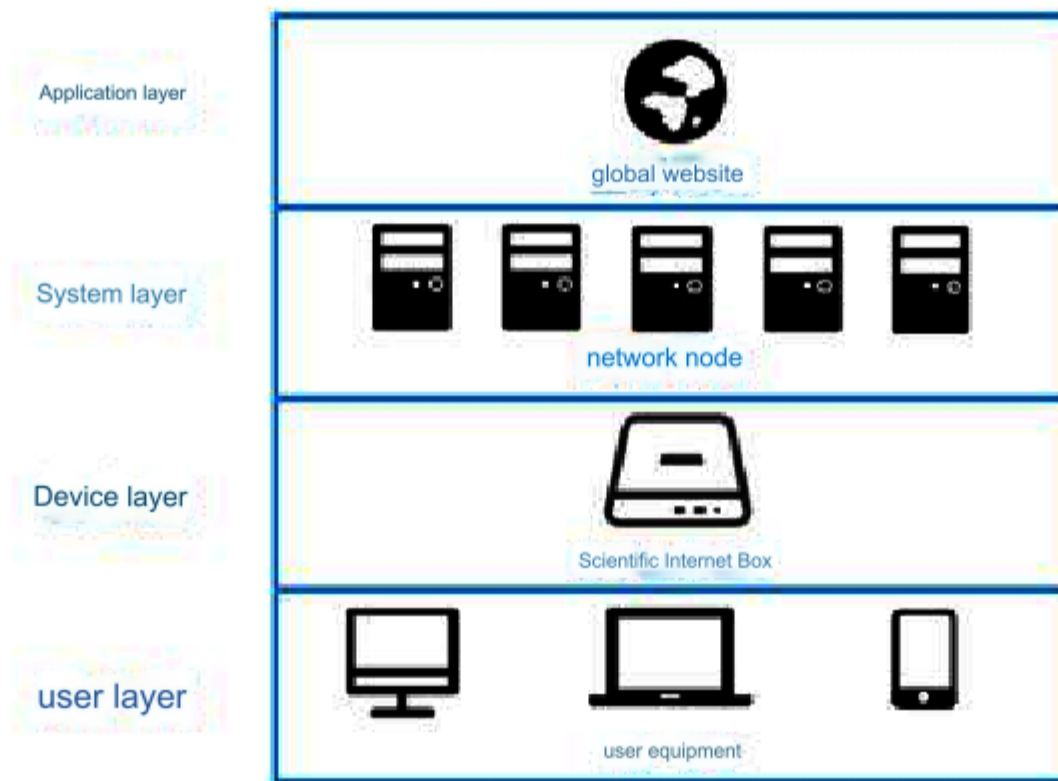 Application layer
global website
System layer
network node
Device layer
Scientific Internet Box
user layer
user equipment